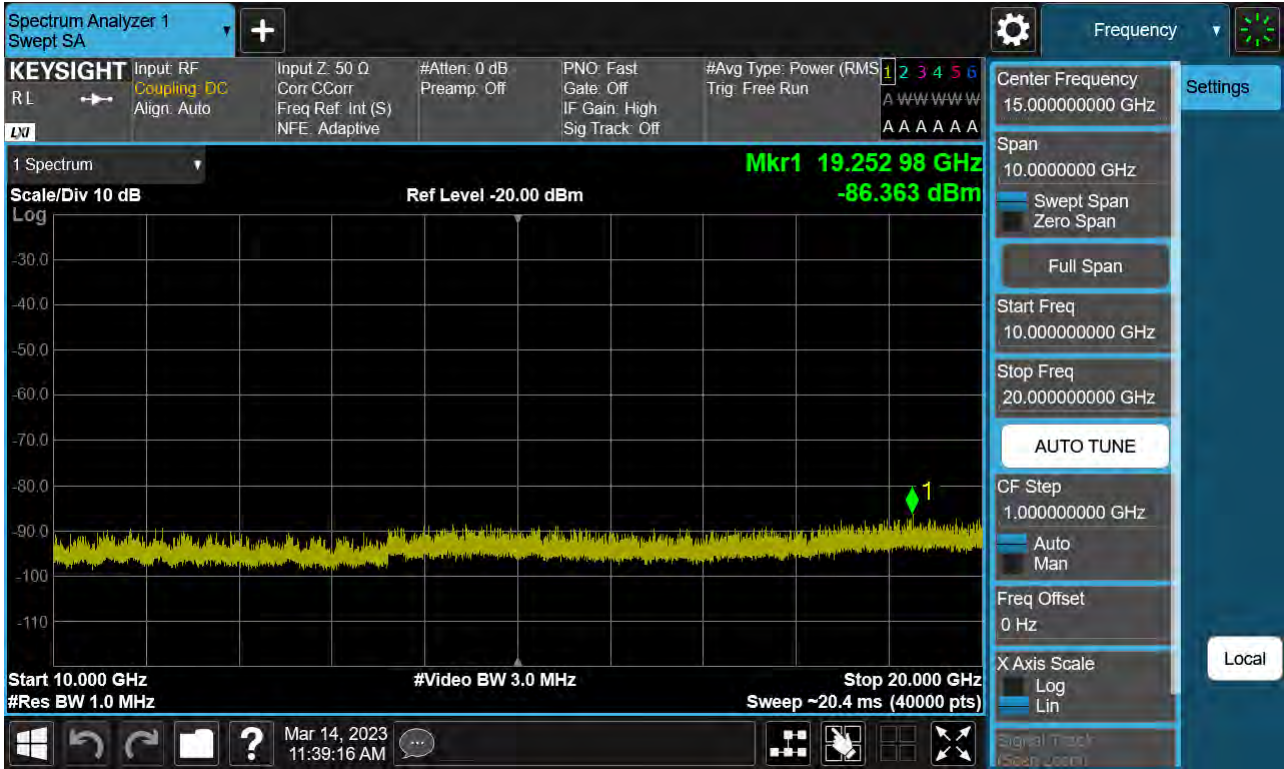 Spectrum Analyzer 1
Swept SA
Frequency
KEYSIGHT
R L
LXI
Input: RF
Coupling: DC
Align: Auto
Input Z: 50 Ω
Corr CCorr
Freq Ref: Int (S)
NFE: Adaptive
#Atten: 0 dB
Preamp: Off
PNO: Fast
Gate: Off
IF Gain: High
Sig Track: Off
#Avg Type: Power (RMS
Trig: Free Run
1 2 3 4 5 6
A W W W W W
A A A A A A
1 Spectrum
Scale/Div 10 dB
Log
Ref Level -20.00 dBm
Mkr1 19.252 98 GHz
-86.363 dBm
-30.0
-40.0
-50.0
-60.0
-70.0
-80.0
-90.0
-100
-110
1
Start 10.000 GHz
#Res BW 1.0 MHz
#Video BW 3.0 MHz
Stop 20.000 GHz
Sweep ~20.4 ms (40000 pts)
Center Frequency
15.000000000 GHz
Span
10.0000000 GHz
Swept Span
Zero Span
Full Span
Start Freq
10.000000000 GHz
Stop Freq
20.000000000 GHz
AUTO TUNE
CF Step
1.000000000 GHz
Auto
Man
Freq Offset
0 Hz
X Axis Scale
Log
Lin
Signal Track
(Span Zoom)
Settings
Local
?
Mar 14, 2023
11:39:16 AM